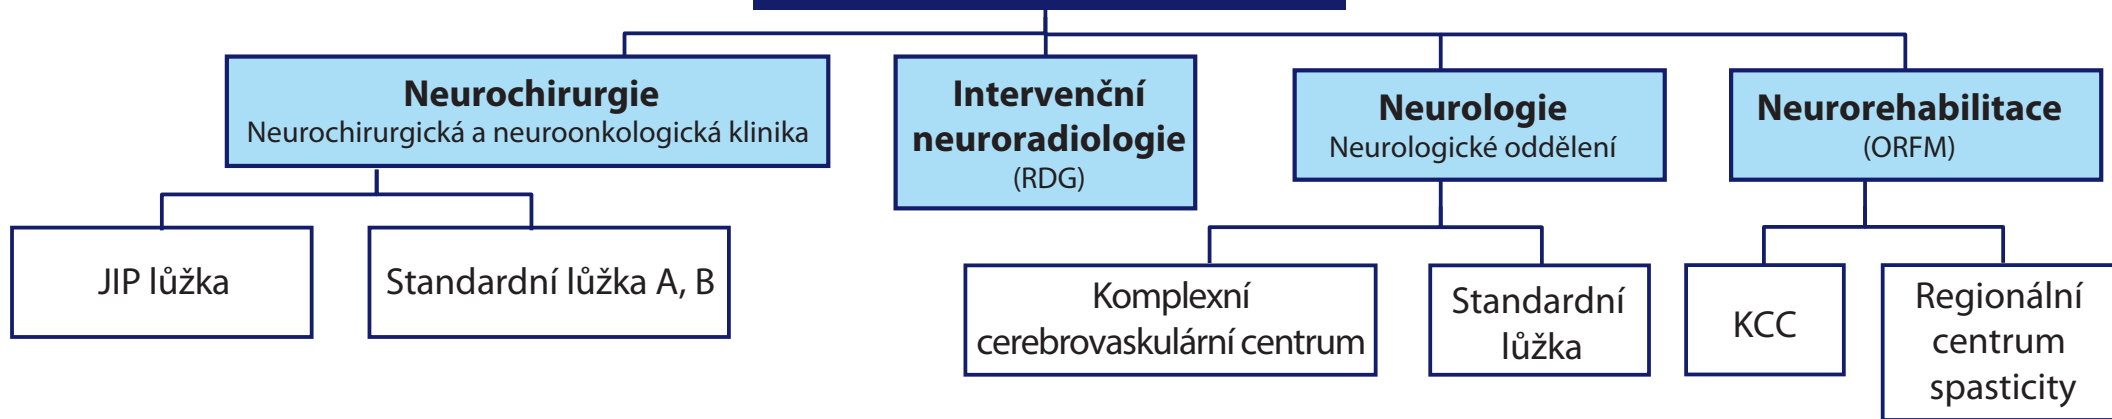 Neurochirurgie
Neurochirurgická a neuroonkologická klinika
Intervenční
neuroradiologie
(RDG)
Neurologie
Neurologické oddělení
Neurorehabilitace
(ORFM)
JIP lůžka
Standardní lůžka A, B
Komplexní
cerebrovaskulární centrum
Standardní
lůžka
KCC
Regionální
centrum
spasticity